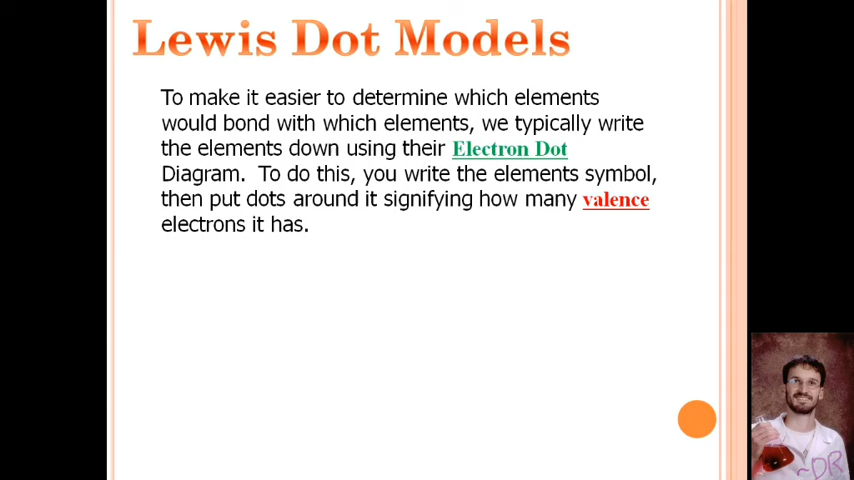 Lewis Dot Models
To make it easier to determine which elements
would bond with which elements, we typically write
the elements down using their Electron Dot
Diagram. To do this, you write the elements symbol,
then put dots around it signifying how many valence
electrons it has.
~DR